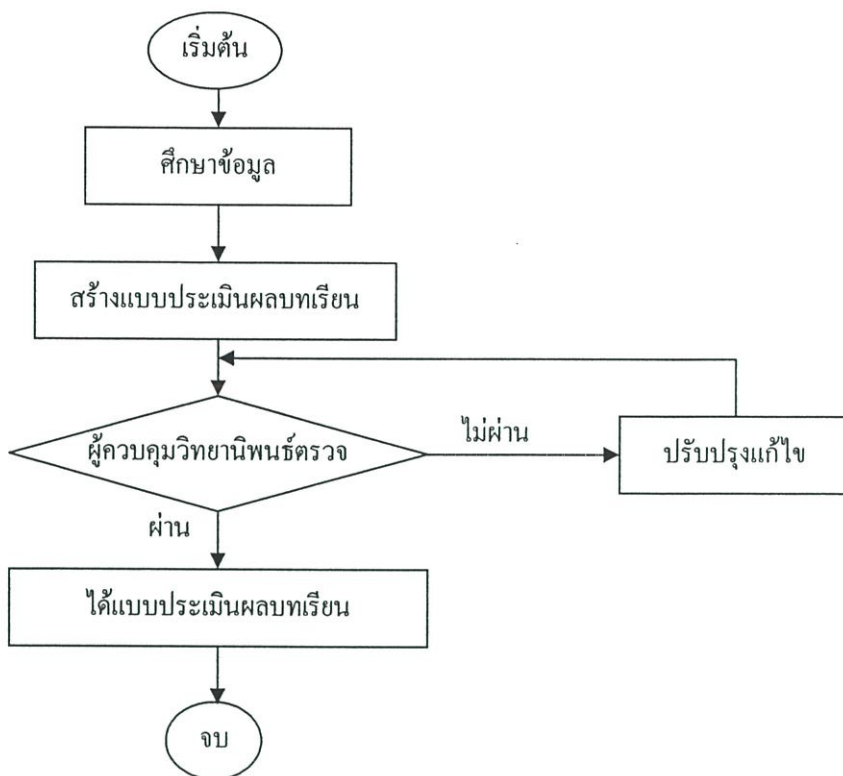 เริ่มต้น
ศึกษาข้อมูล
สร้างแบบประเมินผลบทเรียน
ผู้ควบคุมวิทยานิพนธ์ตรวจ
ไม่ผ่าน
ปรับปรุงแก้ไข
ผ่าน
ได้แบบประเมินผลบทเรียน
จบ